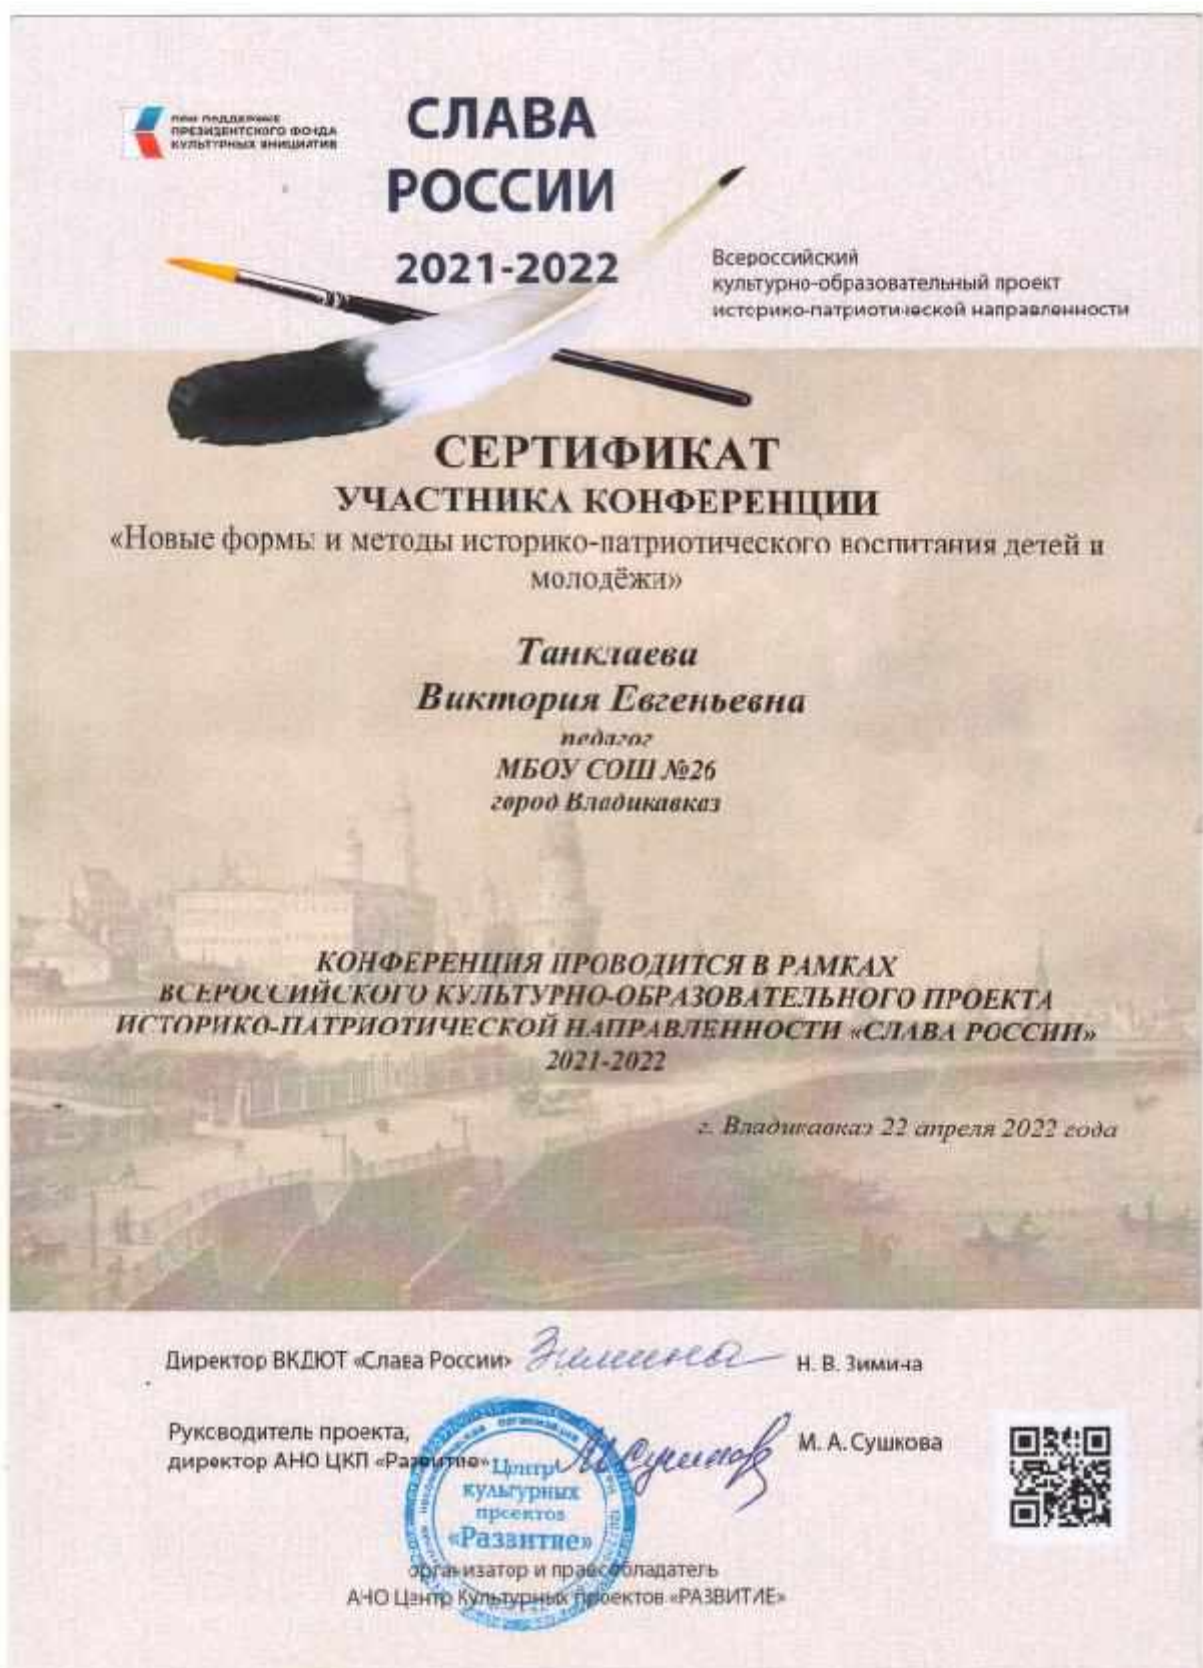 ПРИ ПОДДЕРЖКЕ
ПРЕЗИДЕНТСКОГО ФОНДА
КУЛЬТУРНЫХ ИНИЦИАТИВ
СЛАВА
РОССИИ
2021-2022
Всероссийский
культурно-образовательный проект
историко-патриотической направленности
СЕРТИФИКАТ
УЧАСТНИКА КОНФЕРЕНЦИИ
«Новые формы и методы историко-патриотического воспитания детей и
молодёжи»
Танклаева
Виктория Евгеньевна
педагог
МБОУ СОШ №26
город Владикавказ
КОНФЕРЕНЦИЯ ПРОВОДИТСЯ В РАМКАХ
ВСЕРОССИЙСКОГО КУЛЬТУРНО-ОБРАЗОВАТЕЛЬНОГО ПРОЕКТА
ИСТОРИКО-ПАТРИОТИЧЕСКОЙ НАПРАВЛЕННОСТИ «СЛАВА РОССИИ»
2021-2022
г. Владикавказ 22 апреля 2022 года
Директор ВКДЮТ «Слава России» Зимина Н. В. Зимина
Руководитель проекта,
директор АНО ЦКП «Развитие» М. А. Сушкова
Центр
культурных
проектов
«Развитие»
организатор и правообладатель
АНО Центр Культурных проектов «РАЗВИТИЕ»